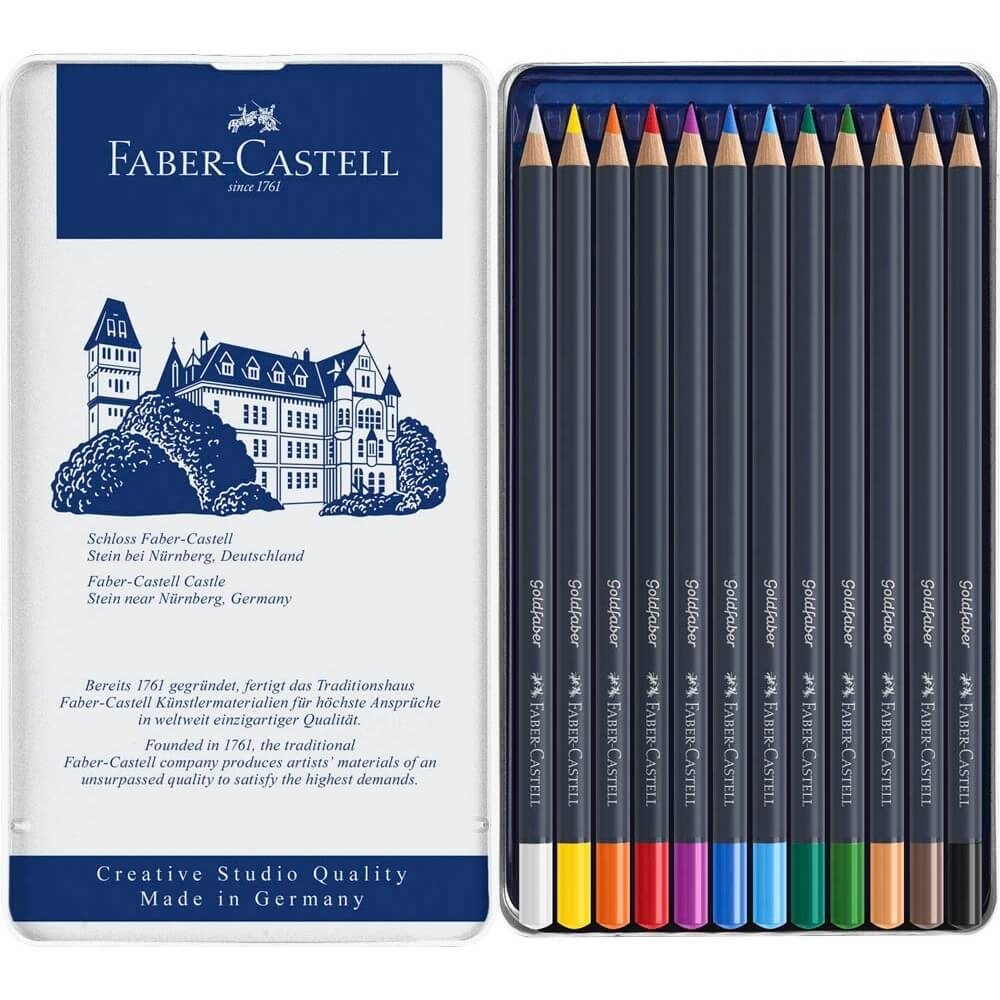 FABER-CASTELL
since 1761
Schloss Faber-Castell
Stein bei Nürnberg, Deutschland
Faber-Castell Castle
Stein near Nürnberg, Germany
Bereits 1761 gegründet, fertigt das Traditionshaus
Faber-Castell Künstlermaterialien für höchste Ansprüche
in weltweit einzigartiger Qualität.
Founded in 1761, the traditional
Faber-Castell company produces artists’ materials of an
unsurpassed quality to satisfy the highest demands.
Creative Studio Quality
Made in Germany
Goldfaber FABER-CASTELL
Goldfaber FABER-CASTELL
Goldfaber FABER-CASTELL
Goldfaber FABER-CASTELL
Goldfaber FABER-CASTELL
Goldfaber FABER-CASTELL
Goldfaber FABER-CASTELL
Goldfaber FABER-CASTELL
Goldfaber FABER-CASTELL
Goldfaber FABER-CASTELL
Goldfaber FABER-CASTELL
Goldfaber FABER-CASTELL